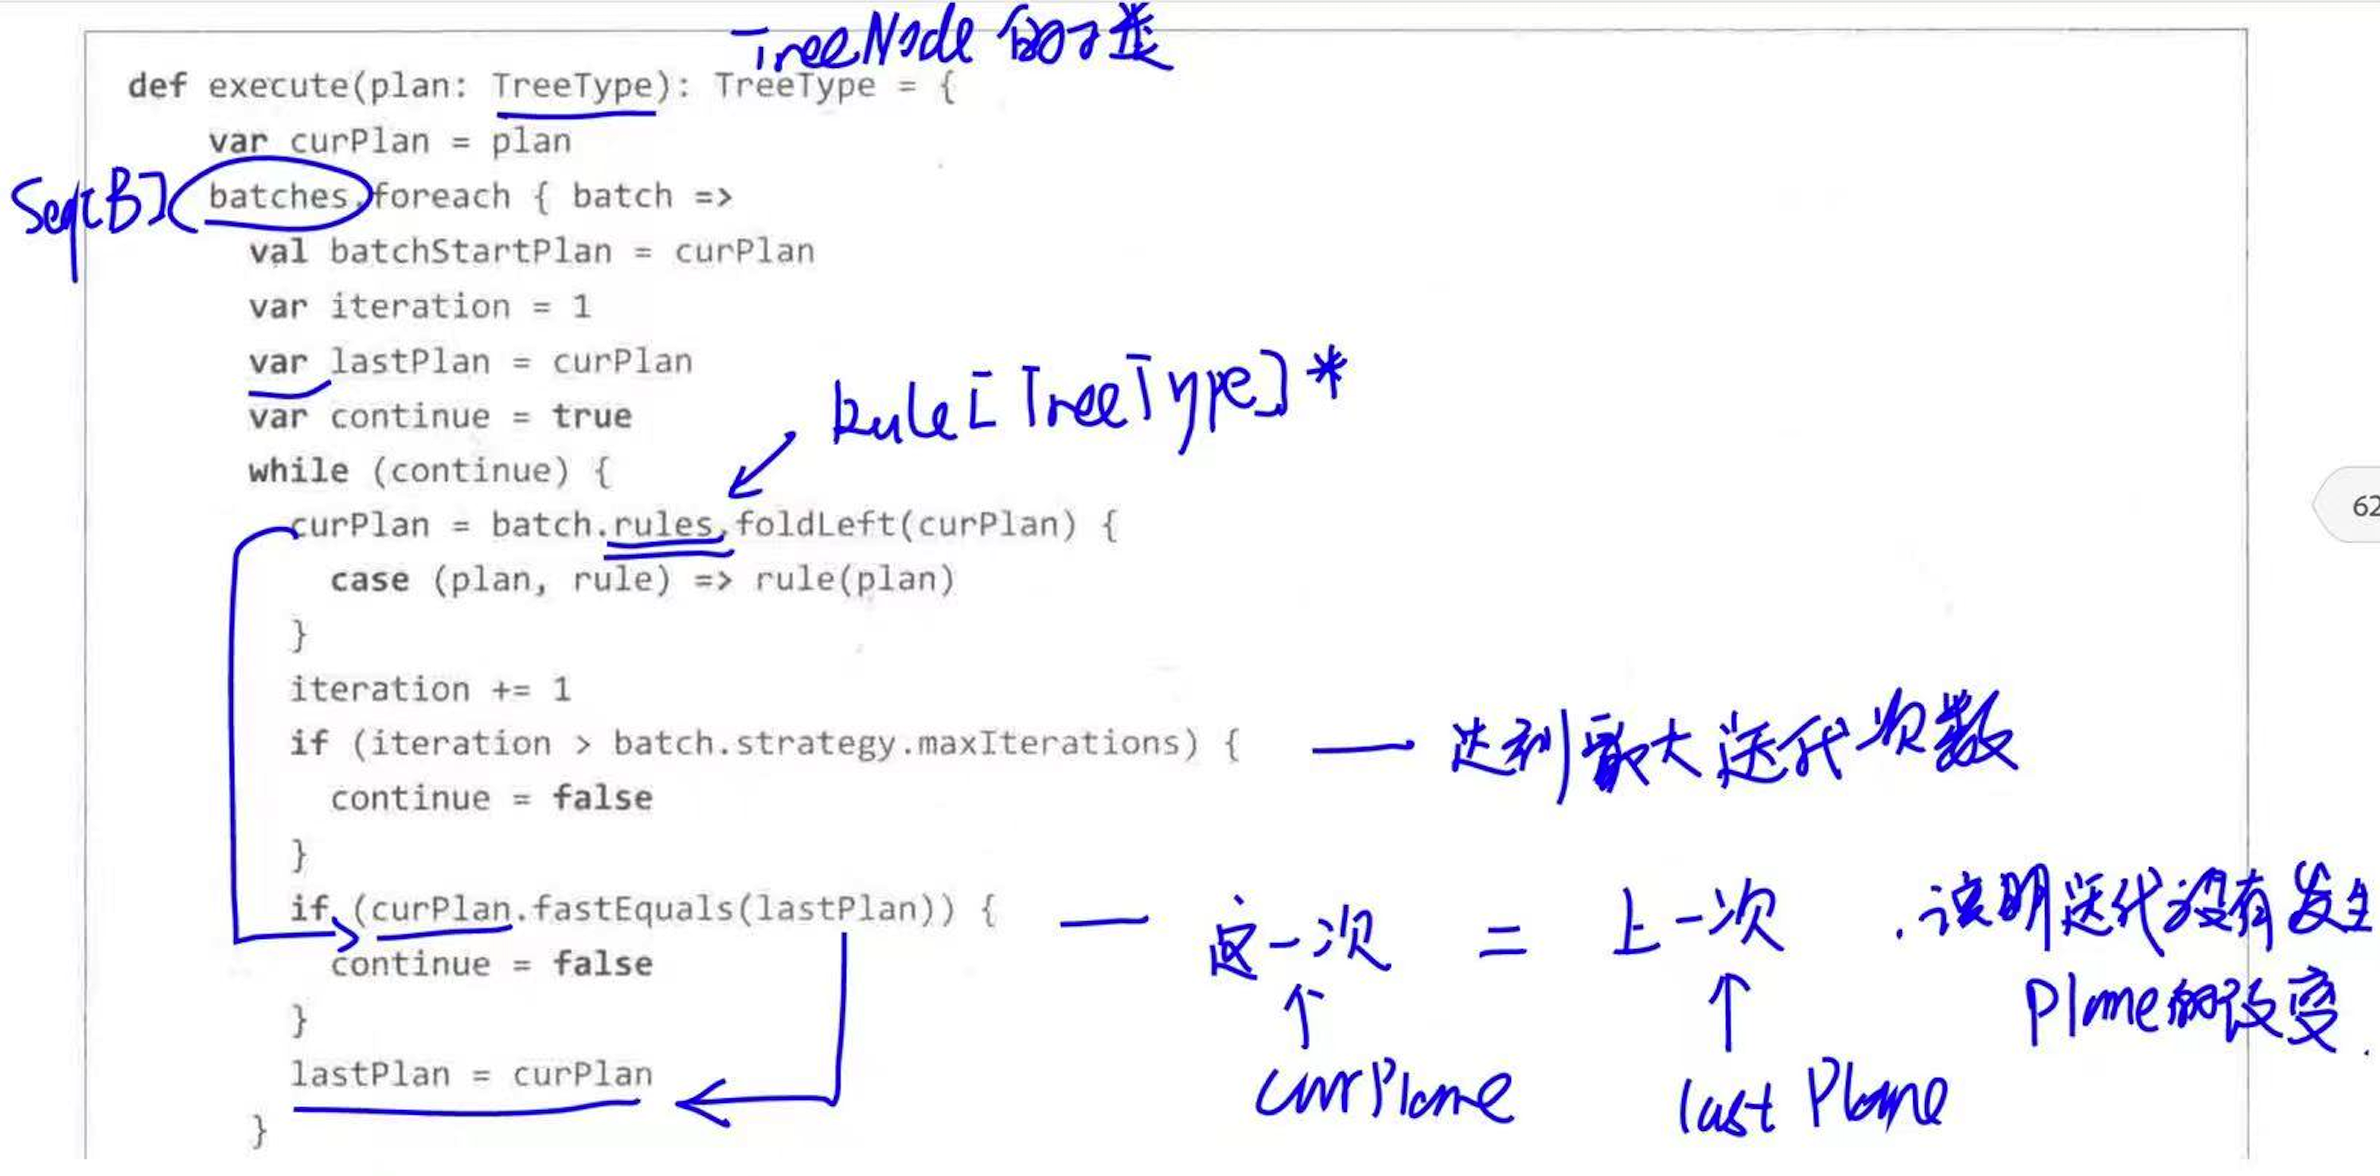 TreeNode 的子类
def execute(plan: TreeType): TreeType = {
var curPlan = plan
Seq[B] batches.foreach { batch =>
val batchStartPlan = curPlan
var iteration = 1
var lastPlan = curPlan
Rule[TreeType]*
var continue = true
while (continue) {
curPlan = batch.rules.foldLeft(curPlan) {
case (plan, rule) => rule(plan)
}
iteration += 1
if (iteration > batch.strategy.maxIterations) { — 达到最大迭代次数
continue = false
}
if (curPlan.fastEquals(lastPlan)) { — 这一次 = 上一次 . 说明迭代没有发生
continue = false
Plane的改变.
}
lastPlan = curPlan
curPlane last Plane
}
62